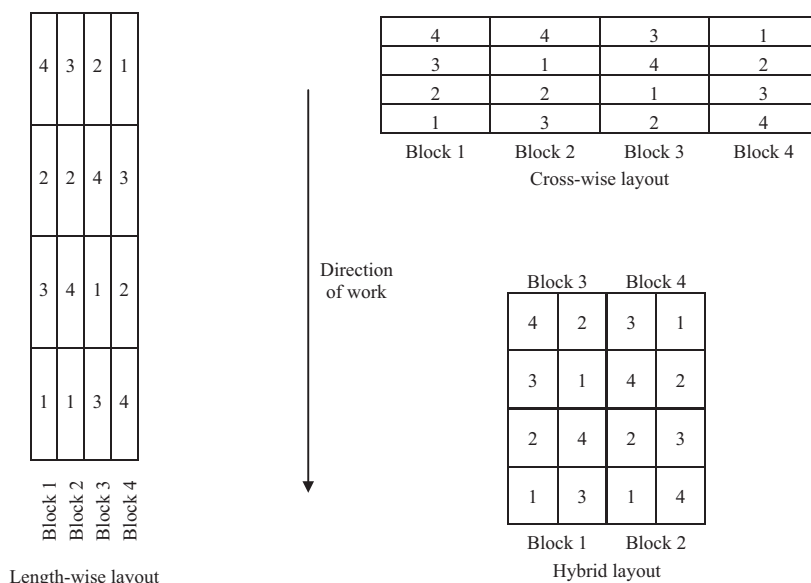 4 3 2 1
2 2 4 3
3 4 1 2
1 1 3 4
Block 1
Block 2
Block 3
Block 4
Length-wise layout
Direction
of work
4 4 3 1
3 1 4 2
2 2 1 3
1 3 2 4
Block 1 Block 2 Block 3 Block 4
Cross-wise layout
Block 3 Block 4
4 2 3 1
3 1 4 2
2 4 2 3
1 3 1 4
Block 1 Block 2
Hybrid layout